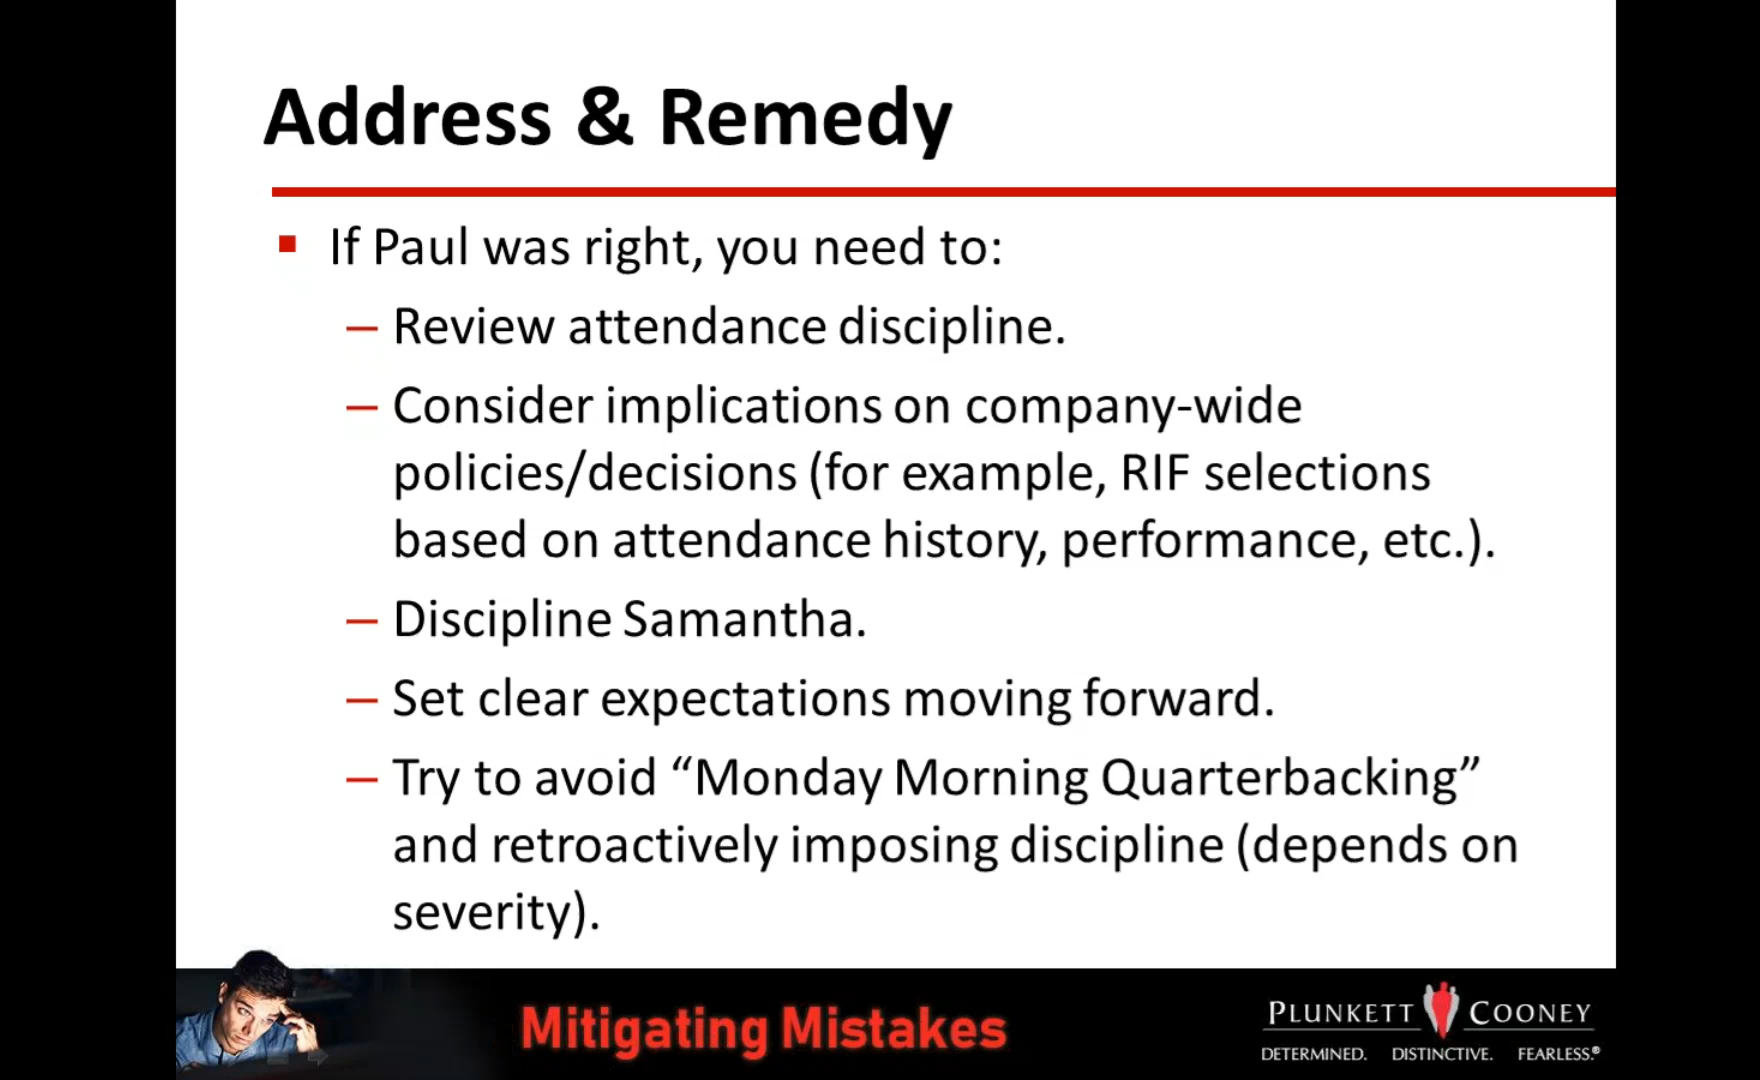 Address & Remedy
If Paul was right, you need to:
– Review attendance discipline.
– Consider implications on company-wide
policies/decisions (for example, RIF selections
based on attendance history, performance, etc.).
– Discipline Samantha.
– Set clear expectations moving forward.
– Try to avoid “Monday Morning Quarterbacking”
and retroactively imposing discipline (depends on
severity).
Mitigating Mistakes
PLUNKETT COONEY
DETERMINED. DISTINCTIVE. FEARLESS.®